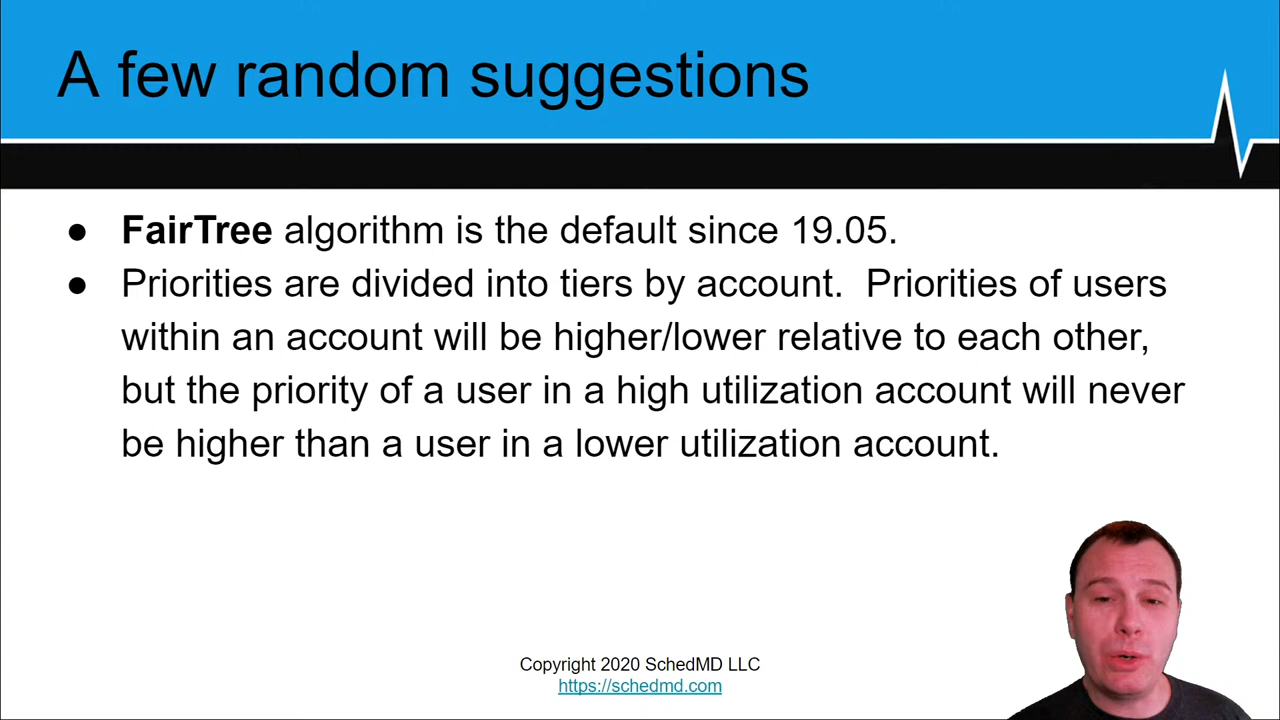 A few random suggestions
● FairTree algorithm is the default since 19.05.
● Priorities are divided into tiers by account.  Priorities of users
within an account will be higher/lower relative to each other,
but the priority of a user in a high utilization account will never
be higher than a user in a lower utilization account.
Copyright 2020 SchedMD LLC
https://schedmd.com